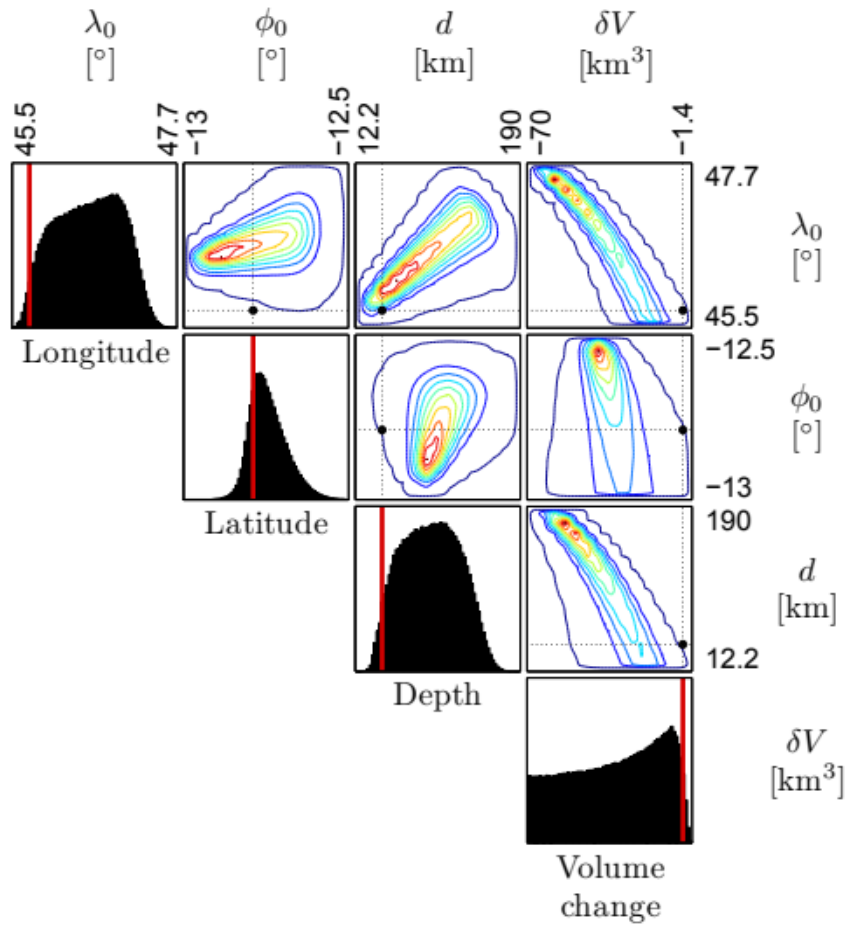 λ₀ ϕ₀ d δV
[°] [°] [km] [km³]
45.5 47.7 −13 −12.5 12.2 190 −70 −1.4
47.7
λ₀
[°]
45.5
Longitude
−12.5
ϕ₀
[°]
−13
Latitude
190
d
[km]
12.2
Depth
δV
[km³]
Volume
change